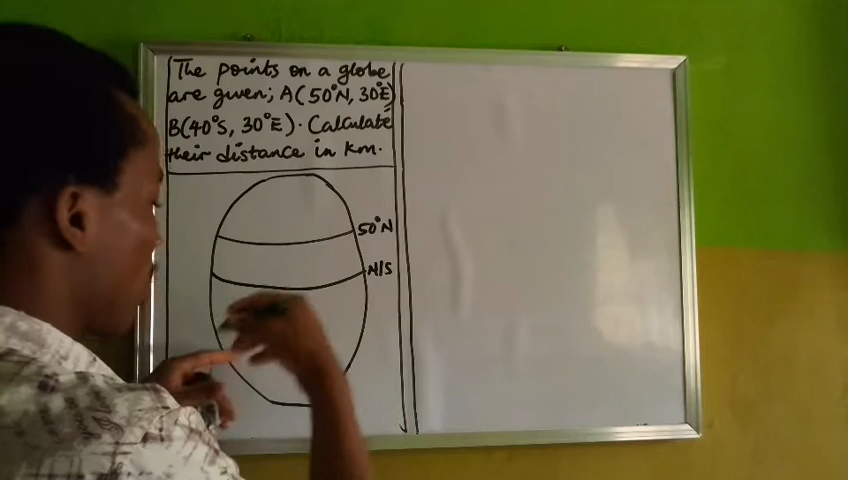 The points on a globe
are given; A(50°N, 30°E)
B(40°S, 30°E). Calculate
their distance in km.
50°N
N/S